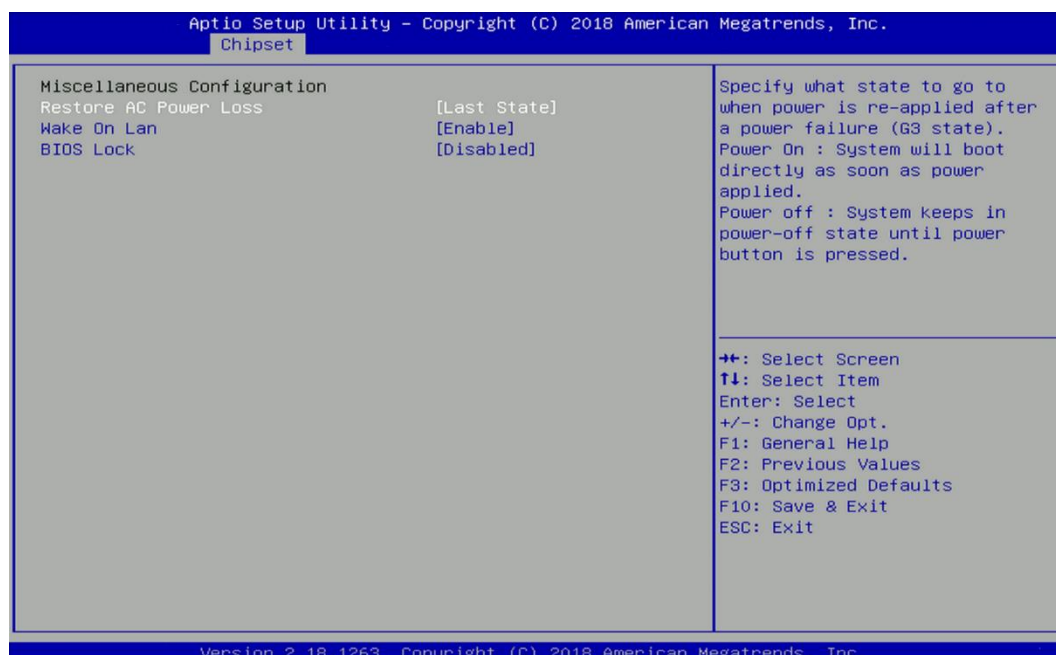 Aptio Setup Utility – Copyright (C) 2018 American Megatrends, Inc.
Chipset
Miscellaneous Configuration
Restore AC Power Loss [Last State]
Wake On Lan [Enable]
BIOS Lock [Disabled]
Specify what state to go to
when power is re-applied after
a power failure (G3 state).
Power On : System will boot
directly as soon as power
applied.
Power off : System keeps in
power-off state until power
button is pressed.
→←: Select Screen
↑↓: Select Item
Enter: Select
+/-: Change Opt.
F1: General Help
F2: Previous Values
F3: Optimized Defaults
F10: Save & Exit
ESC: Exit
Version 2.18.1263. Copyright (C) 2018 American Megatrends, Inc.